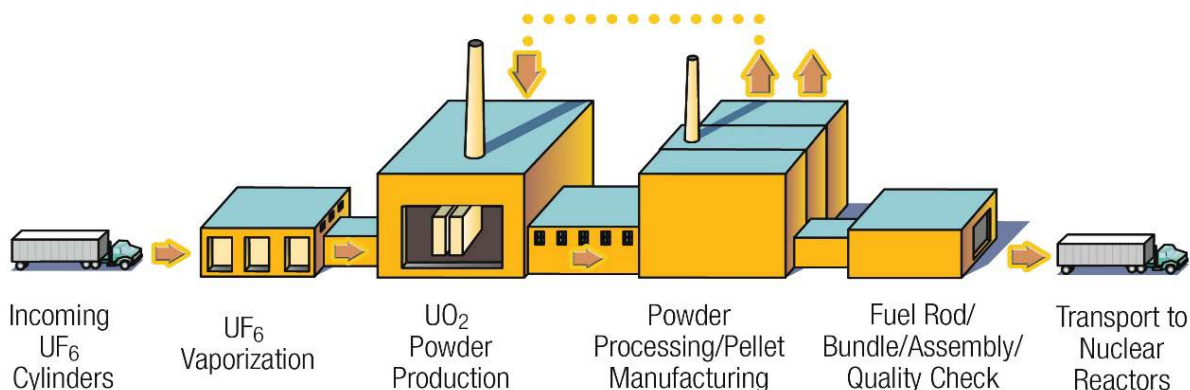 Incoming
UF₆
Cylinders
UF₆
Vaporization
UO₂
Powder
Production
Powder
Processing/Pellet
Manufacturing
Fuel Rod/
Bundle/Assembly/
Quality Check
Transport to
Nuclear
Reactors